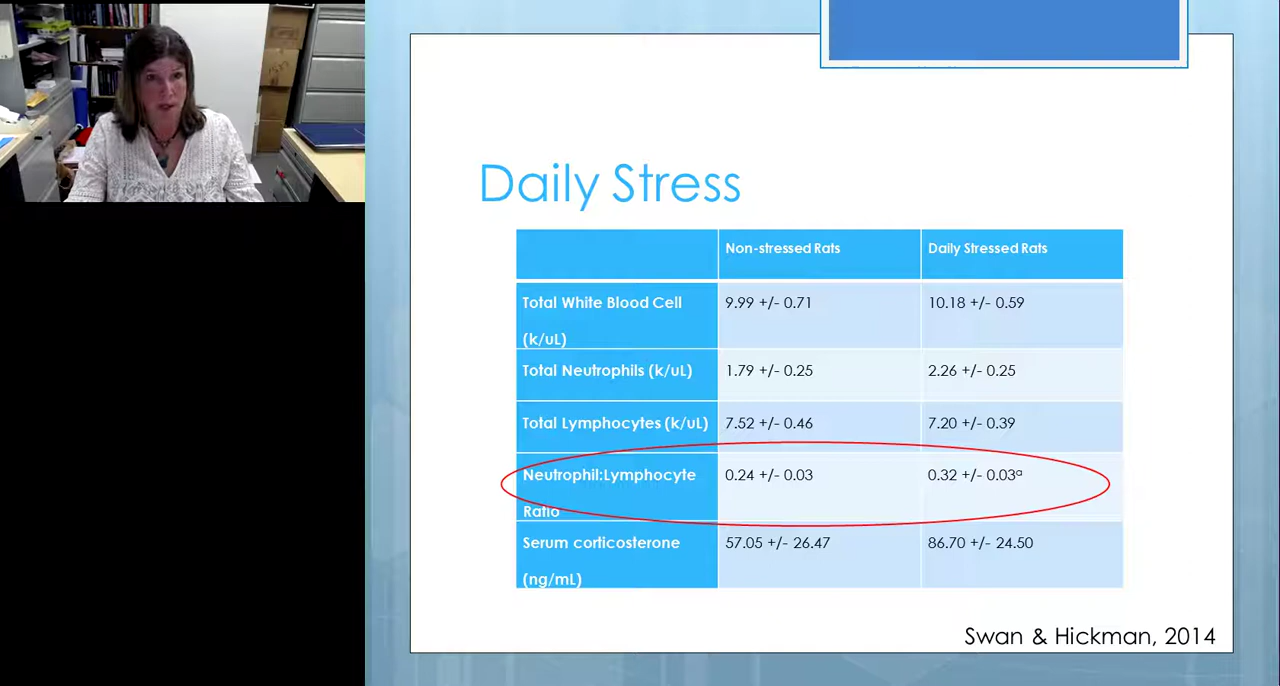 Daily Stress
Non-stressed Rats
Daily Stressed Rats
Total White Blood Cell
(k/uL)
9.99 +/- 0.71
10.18 +/- 0.59
Total Neutrophils (k/uL)
1.79 +/- 0.25
2.26 +/- 0.25
Total Lymphocytes (k/uL)
7.52 +/- 0.46
7.20 +/- 0.39
Neutrophil:Lymphocyte
Ratio
0.24 +/- 0.03
0.32 +/- 0.03ᵃ
Serum corticosterone
(ng/mL)
57.05 +/- 26.47
86.70 +/- 24.50
Swan & Hickman, 2014